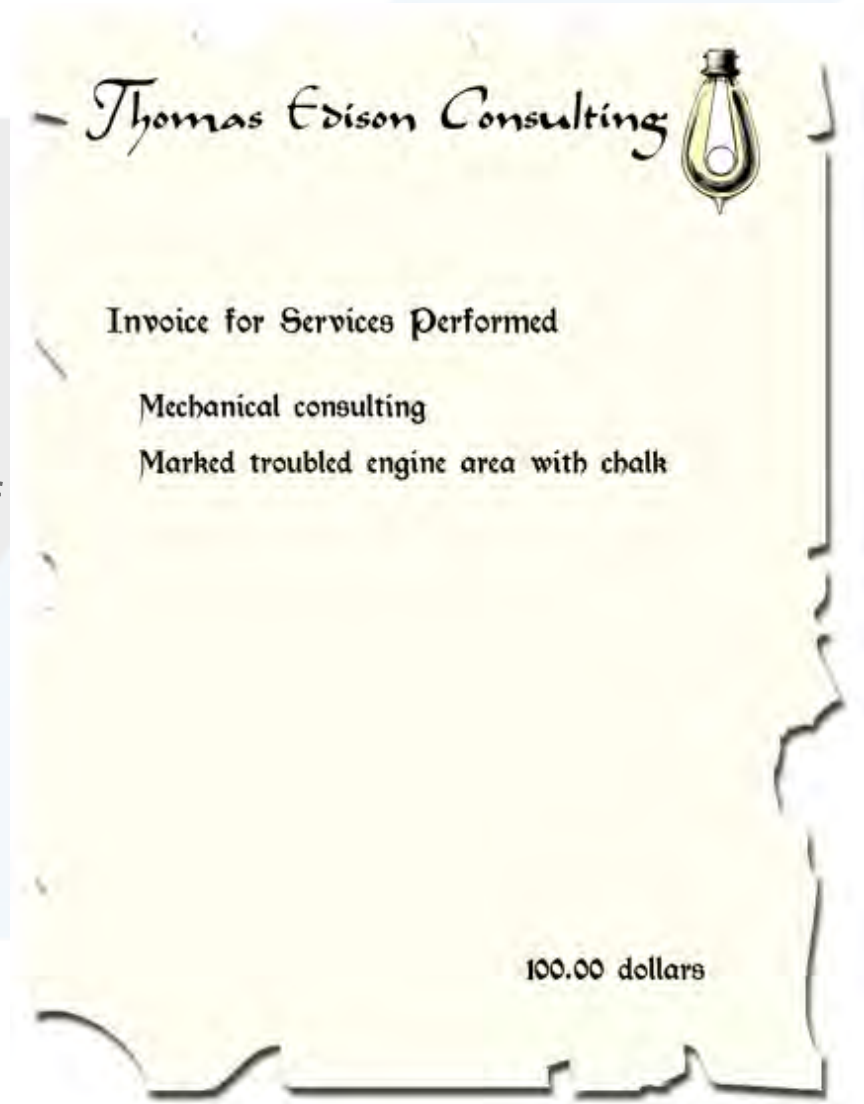 Thomas Edison Consulting
Invoice for Services Performed
Mechanical consulting
Marked troubled engine area with chalk
100.00 dollars